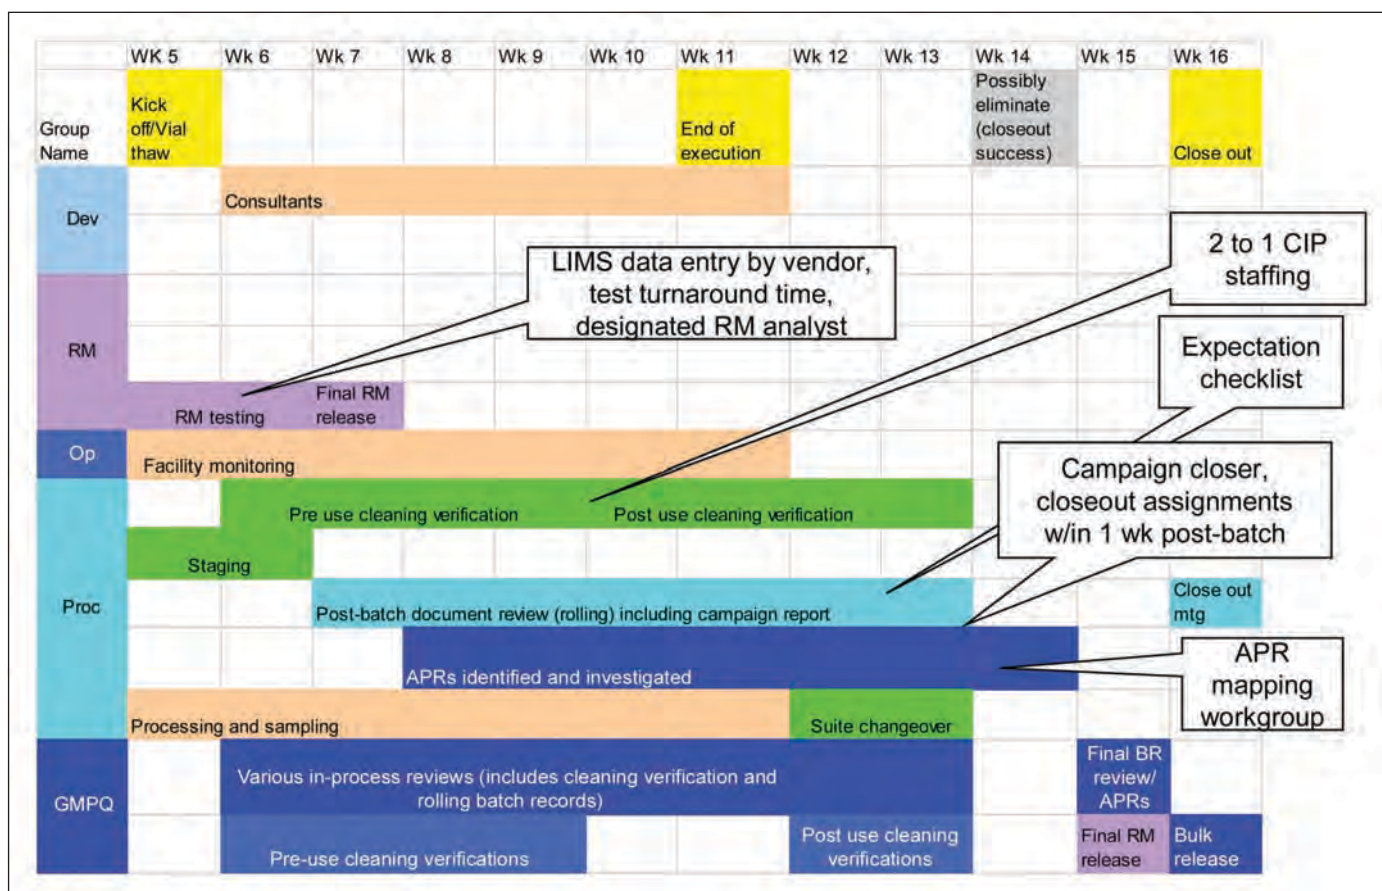 WK 5 Wk 6 Wk 7 Wk 8 Wk 9 Wk 10 Wk 11 Wk 12 Wk 13 Wk 14 Wk 15 Wk 16
Group
Name
Kick
off/Vial
thaw
End of
execution
Possibly
eliminate
(closeout
success)
Close out
Dev
Consultants
2 to 1 CIP
staffing
LIMS data entry by vendor,
test turnaround time,
designated RM analyst
Expectation
checklist
RM
RM testing
Final RM
release
Op
Facility monitoring
Campaign closer,
closeout assignments
w/in 1 wk post-batch
Proc
Pre use cleaning verification
Post use cleaning verification
Staging
Post-batch document review (rolling) including campaign report
Close out
mtg
APRs identified and investigated
APR
mapping
workgroup
Processing and sampling
Suite changeover
GMPQ
Various in-process reviews (includes cleaning verification and
rolling batch records)
Final BR
review/
APRs
Pre-use cleaning verifications
Post use cleaning
verifications
Final RM
release
Bulk
release